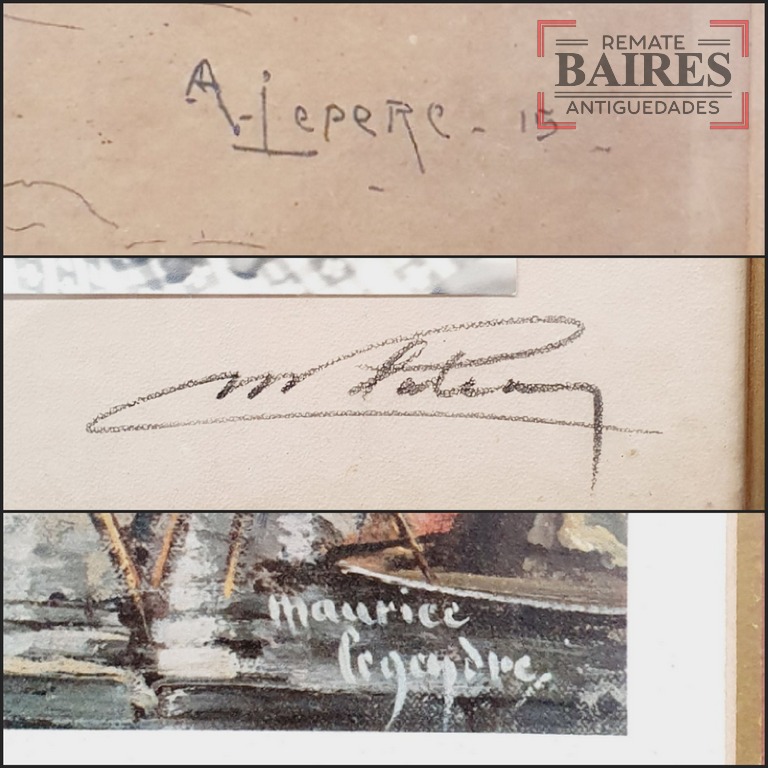 REMATE
BAIRES
ANTIGUEDADES
A. Lepere - 15
maurice
legendre